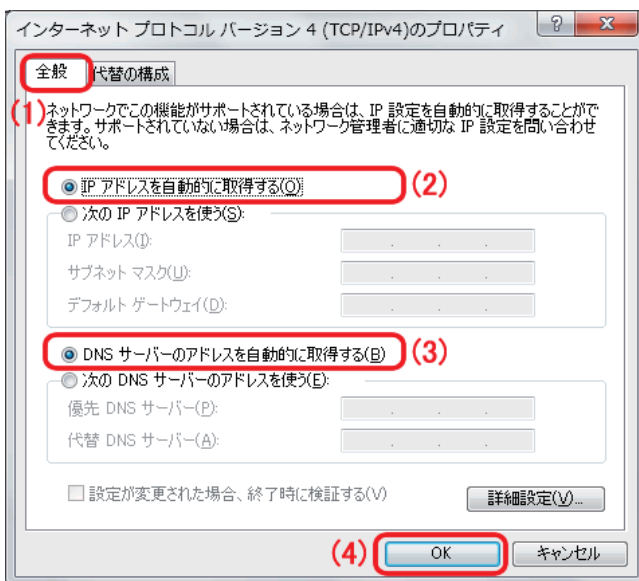 インターネット プロトコル バージョン 4 (TCP/IPv4)のプロパティ
全般
代替の構成
(1)
ネットワークでこの機能がサポートされている場合は、IP 設定を自動的に取得することがで
きます。サポートされていない場合は、ネットワーク管理者に適切な IP 設定を問い合わせ
てください。
IP アドレスを自動的に取得する(O)
(2)
次の IP アドレスを使う(S):
IP アドレス(I):
サブネット マスク(U):
デフォルト ゲートウェイ(D):
DNS サーバーのアドレスを自動的に取得する(B)
(3)
次の DNS サーバーのアドレスを使う(E):
優先 DNS サーバー(P):
代替 DNS サーバー(A):
設定が変更された場合、終了時に検証する(V)
詳細設定(V)...
(4)
OK
キャンセル